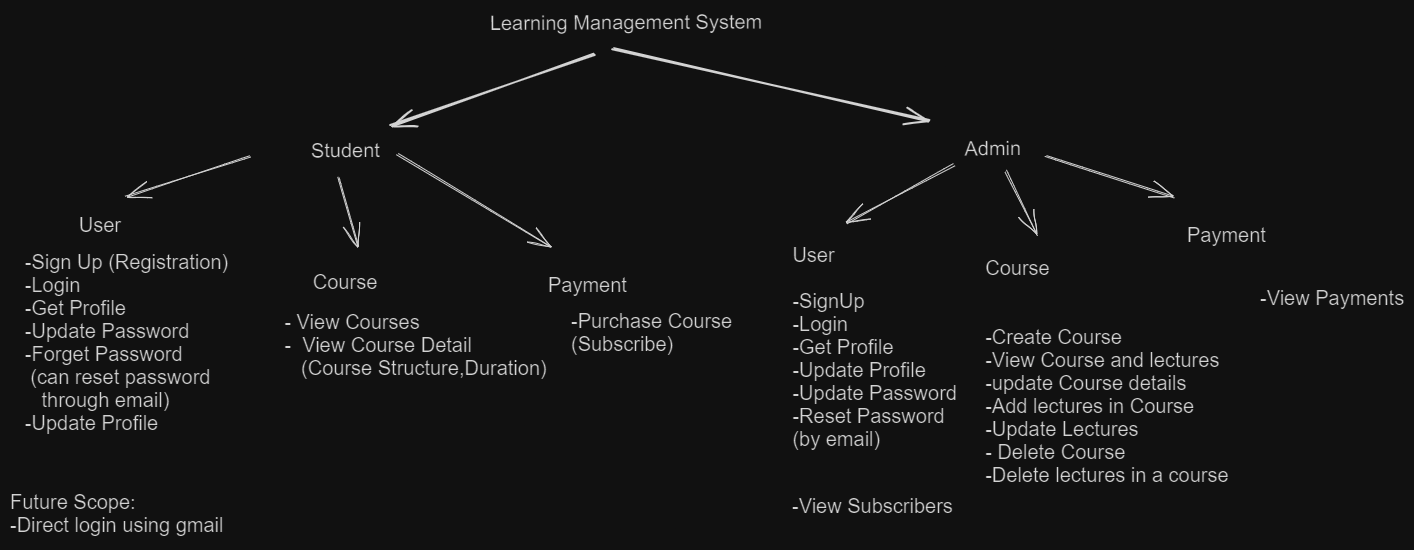 Learning Management System
Student
Admin
User
-Sign Up (Registration)
-Login
-Get Profile
-Update Password
-Forget Password
(can reset password
through email)
-Update Profile
Course
- View Courses
- View Course Detail
(Course Structure,Duration)
Payment
-Purchase Course
(Subscribe)
User
-SignUp
-Login
-Get Profile
-Update Profile
-Update Password
-Reset Password
(by email)
-View Subscribers
Course
-Create Course
-View Course and lectures
-update Course details
-Add lectures in Course
-Update Lectures
- Delete Course
-Delete lectures in a course
Payment
-View Payments
Future Scope:
-Direct login using gmail